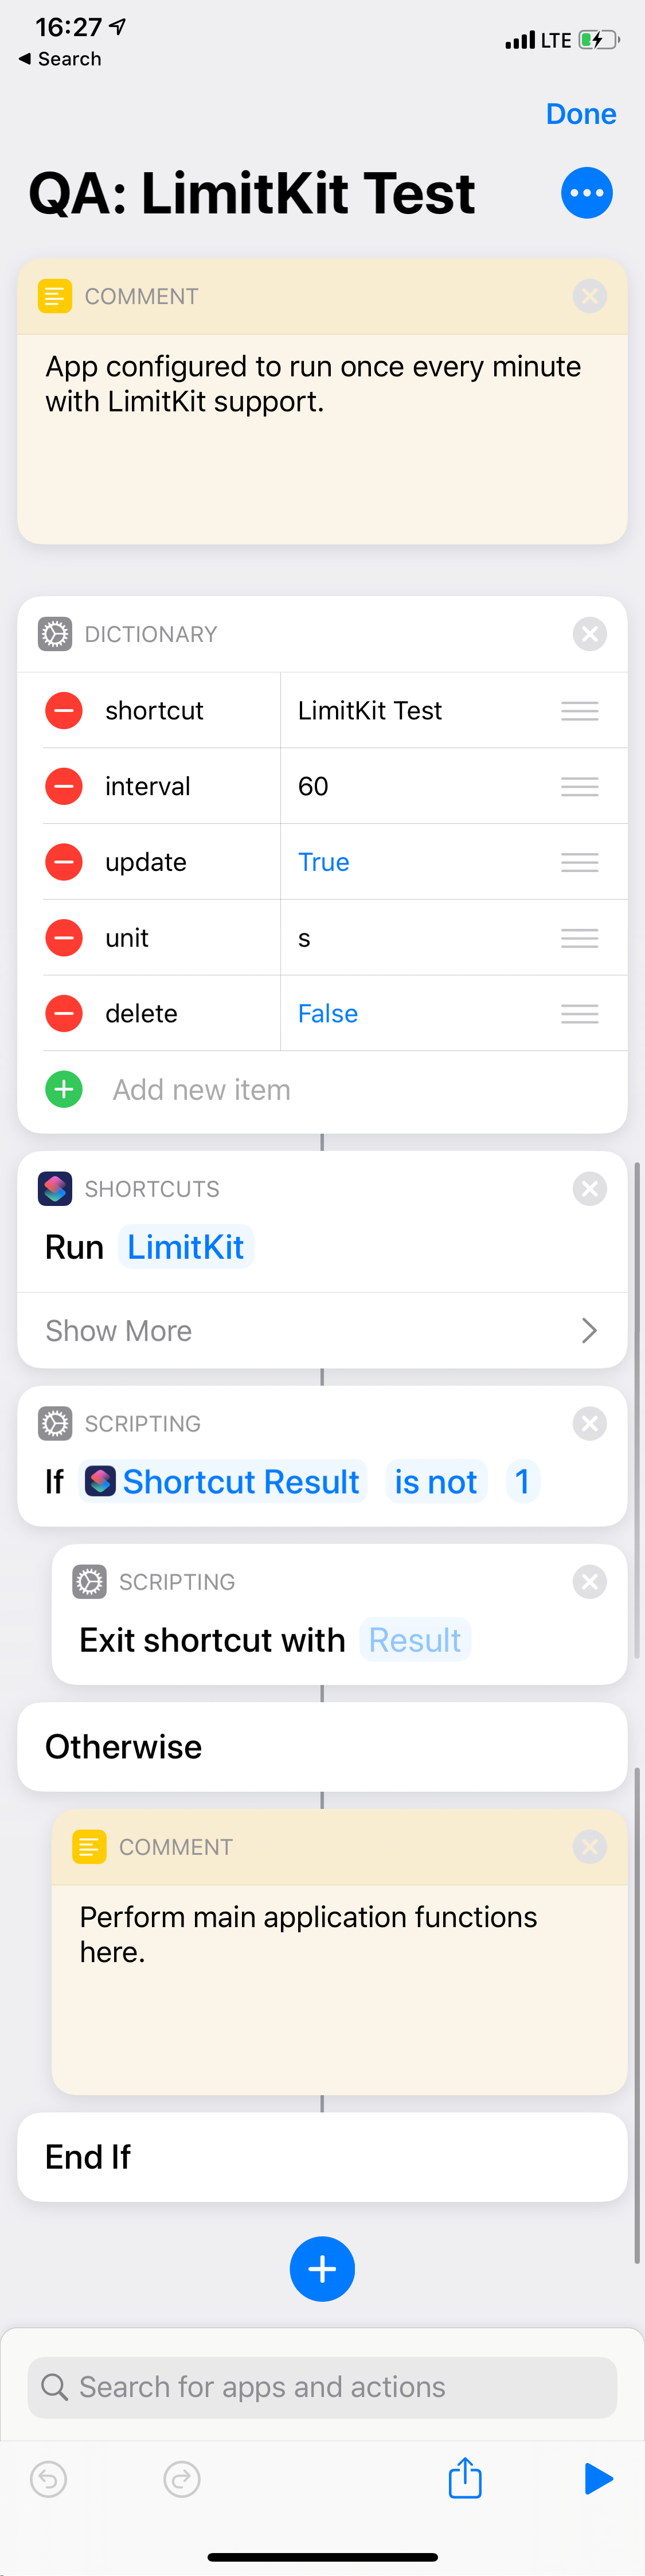 16:27
LTE
Search
Done
QA: LimitKit Test
COMMENT
App configured to run once every minute
with LimitKit support.
DICTIONARY
shortcut LimitKit Test
interval 60
update True
unit s
delete False
Add new item
SHORTCUTS
Run LimitKit
Show More
SCRIPTING
If Shortcut Result is not 1
SCRIPTING
Exit shortcut with Result
Otherwise
COMMENT
Perform main application functions
here.
End If
Search for apps and actions